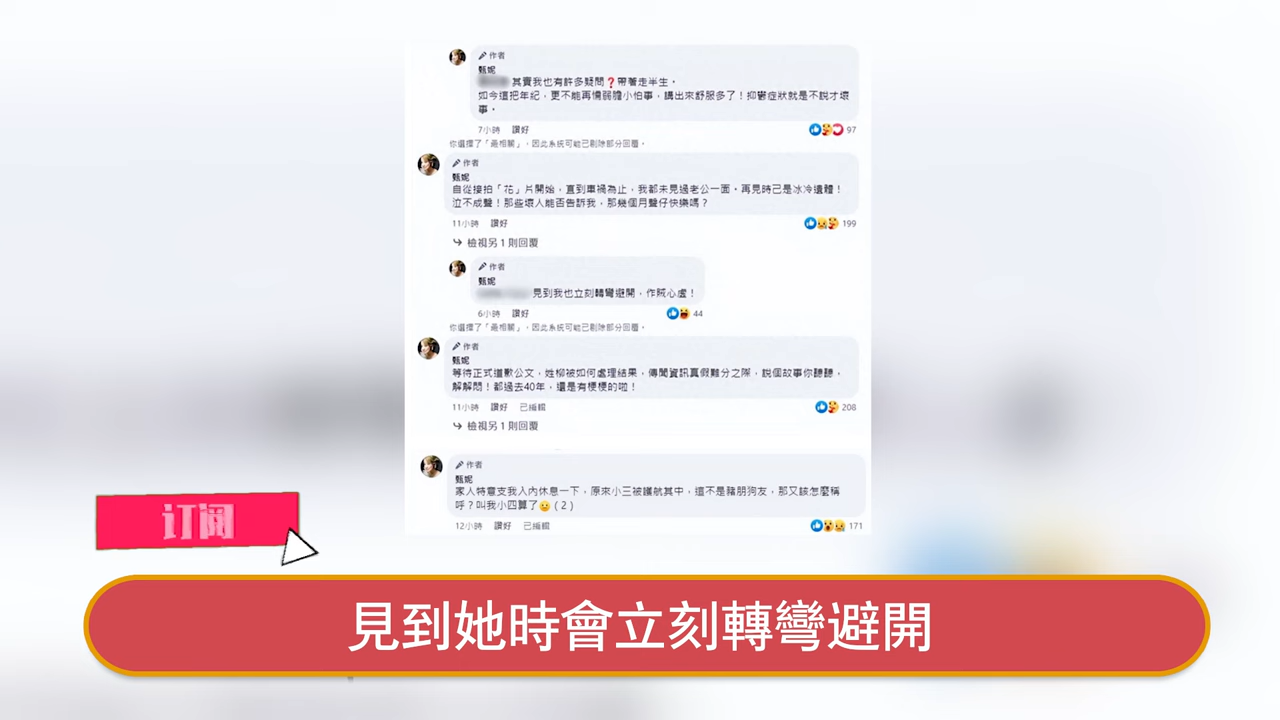 作者
甄妮
其實我也有許多疑問❓帶著走半生。
如今這把年紀，更不能再懦弱膽小怕事，講出來舒服多了！抑鬱症狀就是不說才壞
事。
7小時 讚好 97
你選擇了「最相關」，因此系統可能已剔除部分回覆。
作者
甄妮
自從接拍「花」片開始，直到車禍為止，我都未見過老公一面。再見時已是冰冷遺體！
泣不成聲！那些壞人能否告訴我，那幾個月聲仔快樂嗎？
11小時 讚好 199
檢視另1則回覆
作者
甄妮
見到我也立刻轉彎避開，作賊心虛！
6小時 讚好 44
你選擇了「最相關」，因此系統可能已剔除部分回覆。
作者
甄妮
等待正式道歉公文，姓柳被如何處理結果，傳聞資訊真假難分之際，說個故事你聽聽，
解解悶！都過去40年，還是有梗梗的啦！
11小時 讚好 已編輯 208
檢視另1則回覆
作者
甄妮
家人特意支我入內休息一下，原來小三被護航其中，這不是豬朋狗友，那又該怎麼稱
呼？叫我小四算了😐（2）
12小時 讚好 已編輯 171
订阅
見到她時會立刻轉彎避開